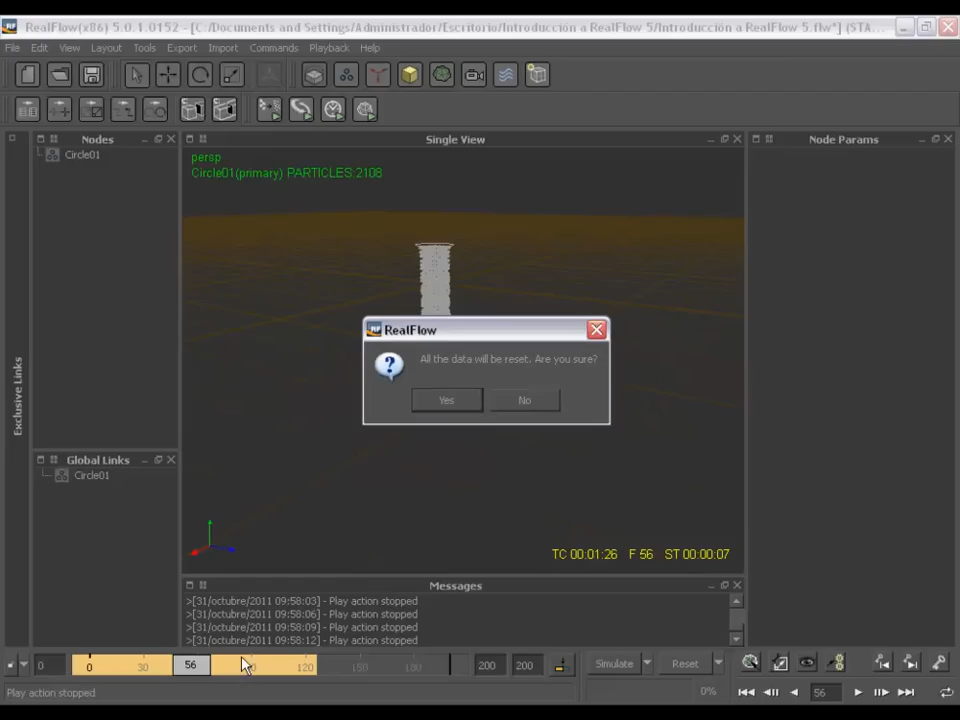 RealFlow(x86) 5.0.1.0152 - [C:/Documents and Settings/Administrador/Escritorio/Introducción a RealFlow 5/Introducción a RealFlow 5.flw*] (STA...
File Edit View Layout Tools Export Import Commands Playback Help
Nodes
Single View
Node Params
Circle01
persp
Circle01(primary) PARTICLES:2108
RealFlow
All the data will be reset. Are you sure?
Yes No
Exclusive Links
Global Links
Circle01
TC 00:01:26 F 56 ST 00:00:07
Messages
>[31/octubre/2011 09:58:03] - Play action stopped
>[31/octubre/2011 09:58:06] - Play action stopped
>[31/octubre/2011 09:58:09] - Play action stopped
>[31/octubre/2011 09:58:12] - Play action stopped
0 0 30 56 120 150 180 200 200 Simulate Reset
Play action stopped 0% 56